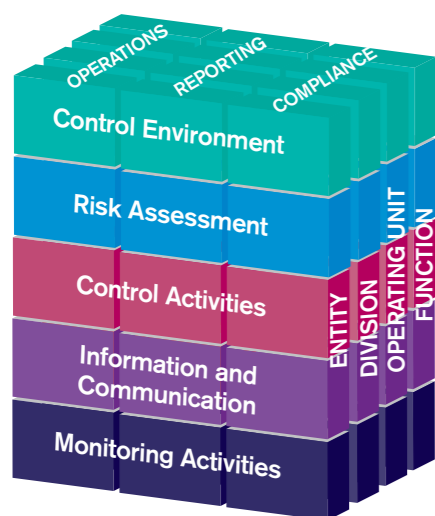 OPERATIONS
REPORTING
COMPLIANCE
Control Environment
Risk Assessment
Control Activities
Information and
Communication
Monitoring Activities
ENTITY
DIVISION
OPERATING UNIT
FUNCTION